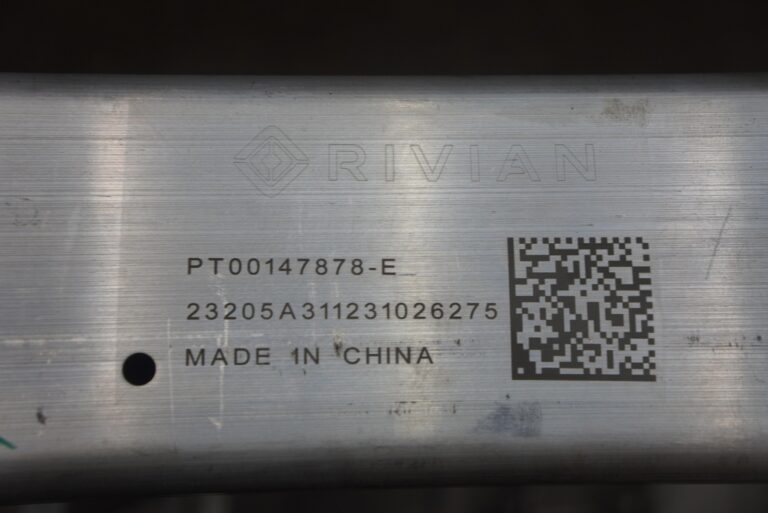 RIVIAN
PT00147878-E
23205A311231026275
MADE IN CHINA